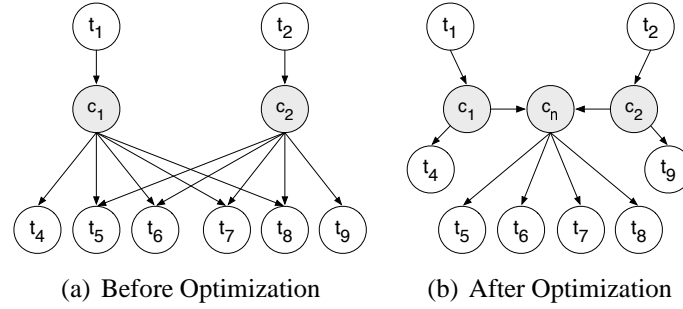 t1 t2 t1 t2
c1 c2 c1 cn c2
t4 t9
t4 t5 t6 t7 t8 t9 t5 t6 t7 t8
(a) Before Optimization (b) After Optimization